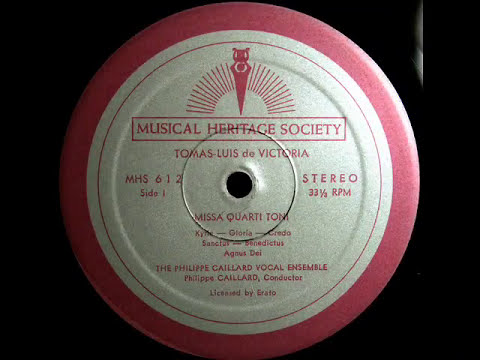 MUSICAL HERITAGE SOCIETY
TOMAS-LUIS de VICTORIA
MHS 612 STEREO
Side 1 33⅓ RPM
MISSA QUARTI TONI
Kyrie — Gloria — Credo
Sanctus — Benedictus
Agnus Dei
THE PHILIPPE CAILLARD VOCAL ENSEMBLE
Philippe CAILLARD, Conductor
Licensed by Erato